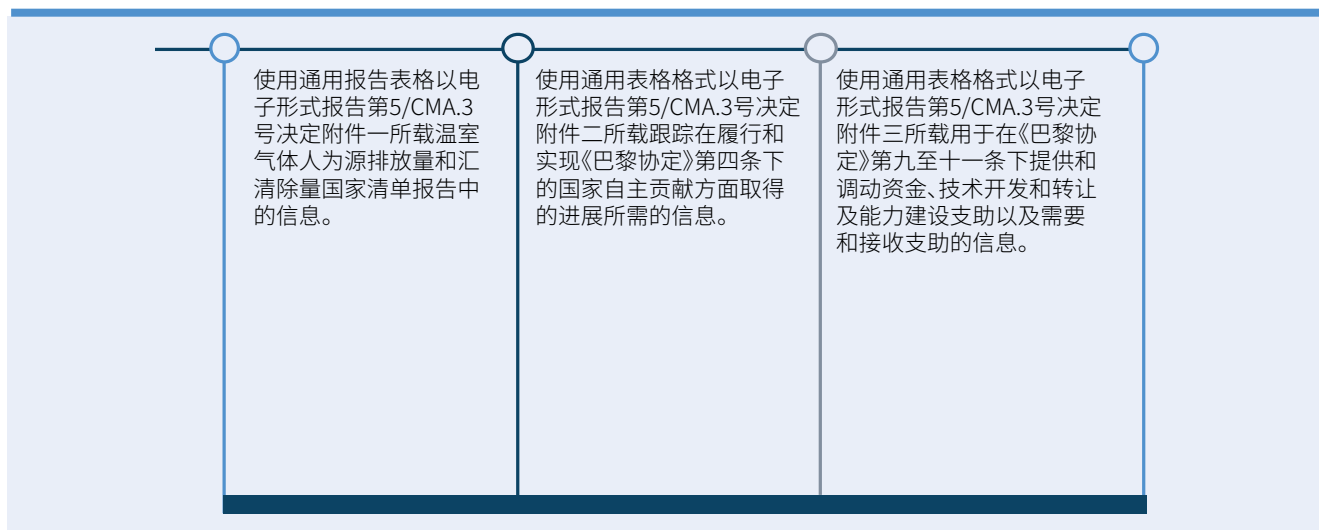 使用通用报告表格以电
子形式报告第5/CMA.3
号决定附件一所载温室
气体人为源排放量和汇
清除量国家清单报告中
的信息。
使用通用表格格式以电子
形式报告第5/CMA.3号决定
附件二所载跟踪在履行和
实现《巴黎协定》第四条下
的国家自主贡献方面取得
的进展所需的信息。
使用通用表格格式以电子
形式报告第5/CMA.3号决定
附件三所载用于在《巴黎协
定》第九至十一条下提供和
调动资金、技术开发和转让
及能力建设支助以及需要
和接收支助的信息。